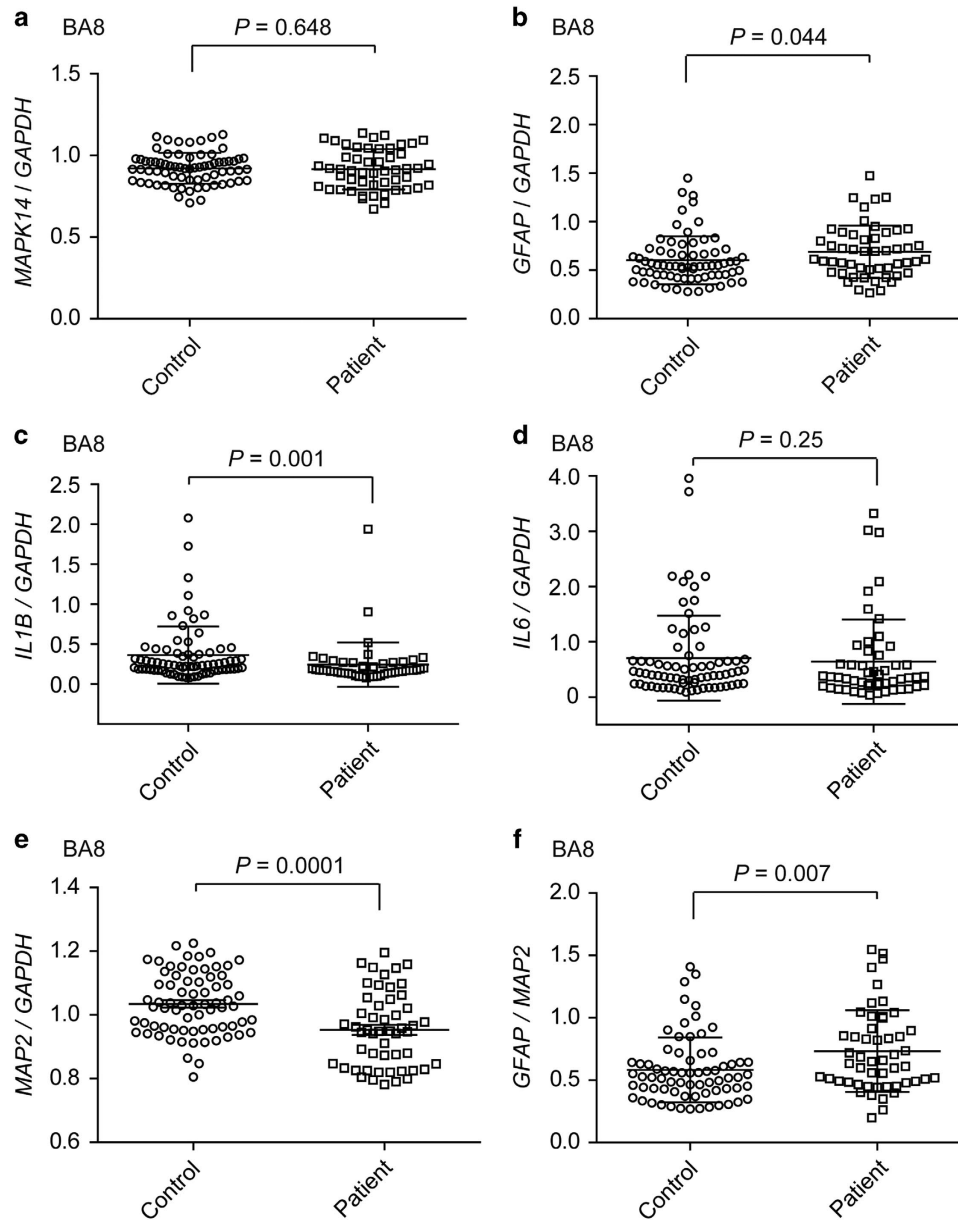 a BA8
P = 0.648
MAPK14 / GAPDH
1.5
1.0
0.5
0.0
Control
Patient
b BA8
P = 0.044
GFAP / GAPDH
2.5
2.0
1.5
1.0
0.5
0.0
Control
Patient
c BA8
P = 0.001
IL1B / GAPDH
2.5
2.0
1.5
1.0
0.5
0.0
Control
Patient
d BA8
P = 0.25
IL6 / GAPDH
4.0
3.0
2.0
1.0
0
Control
Patient
e BA8
P = 0.0001
MAP2 / GAPDH
1.4
1.2
1.0
0.8
0.6
Control
Patient
f BA8
P = 0.007
GFAP / MAP2
2.0
1.5
1.0
0.5
0.0
Control
Patient